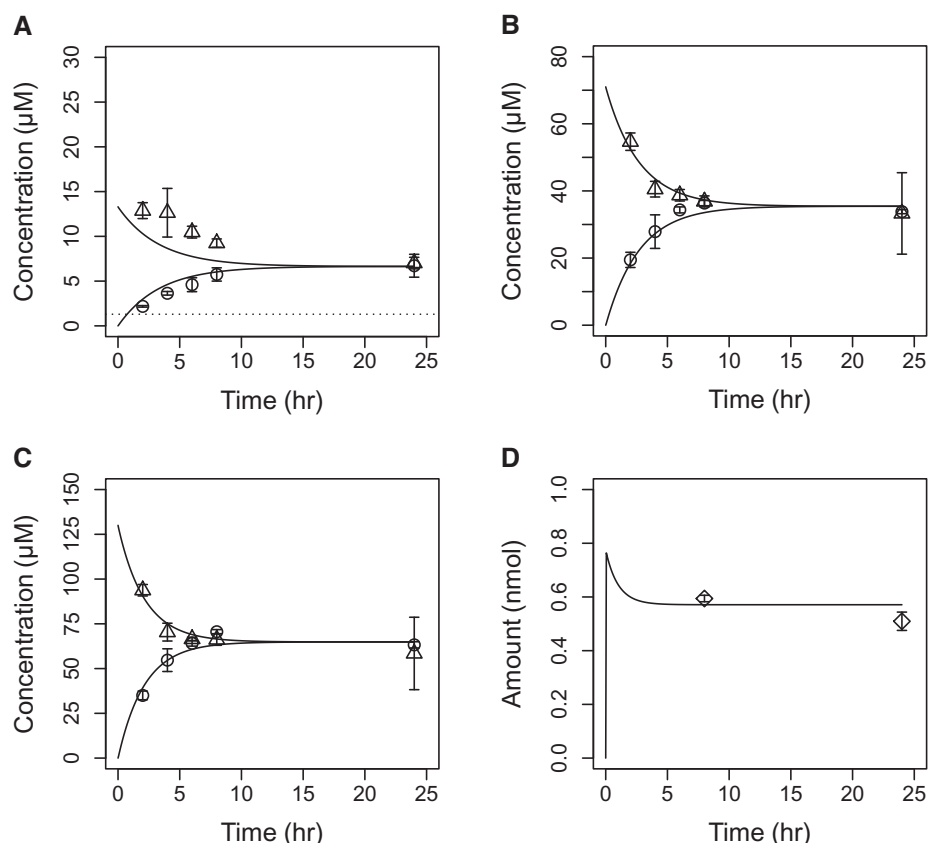 A
Concentration (μM)
30
25
20
15
10
5
0
0 5 10 15 20 25
Time (hr)
B
Concentration (μM)
80
60
40
20
0
0 5 10 15 20 25
Time (hr)
C
Concentration (μM)
150
125
100
75
50
25
0
0 5 10 15 20 25
Time (hr)
D
Amount (nmol)
1.0
0.8
0.6
0.4
0.2
0.0
0 5 10 15 20 25
Time (hr)